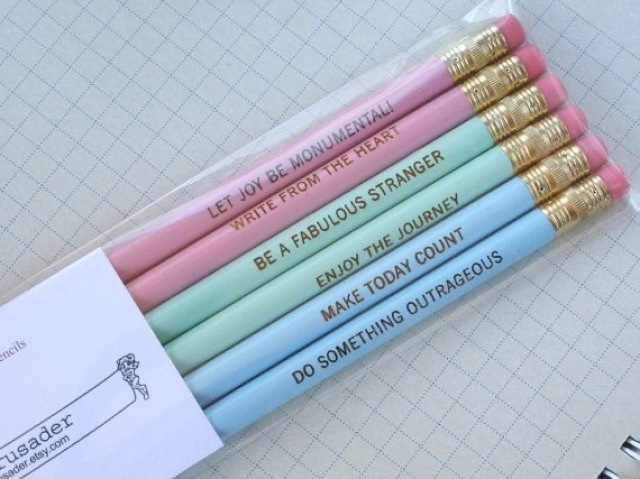 LET JOY BE MONUMENTAL!
WRITE FROM THE HEART
BE A FABULOUS STRANGER
ENJOY THE JOURNEY
MAKE TODAY COUNT
DO SOMETHING OUTRAGEOUS
encils
rusader
sader.etsy.com